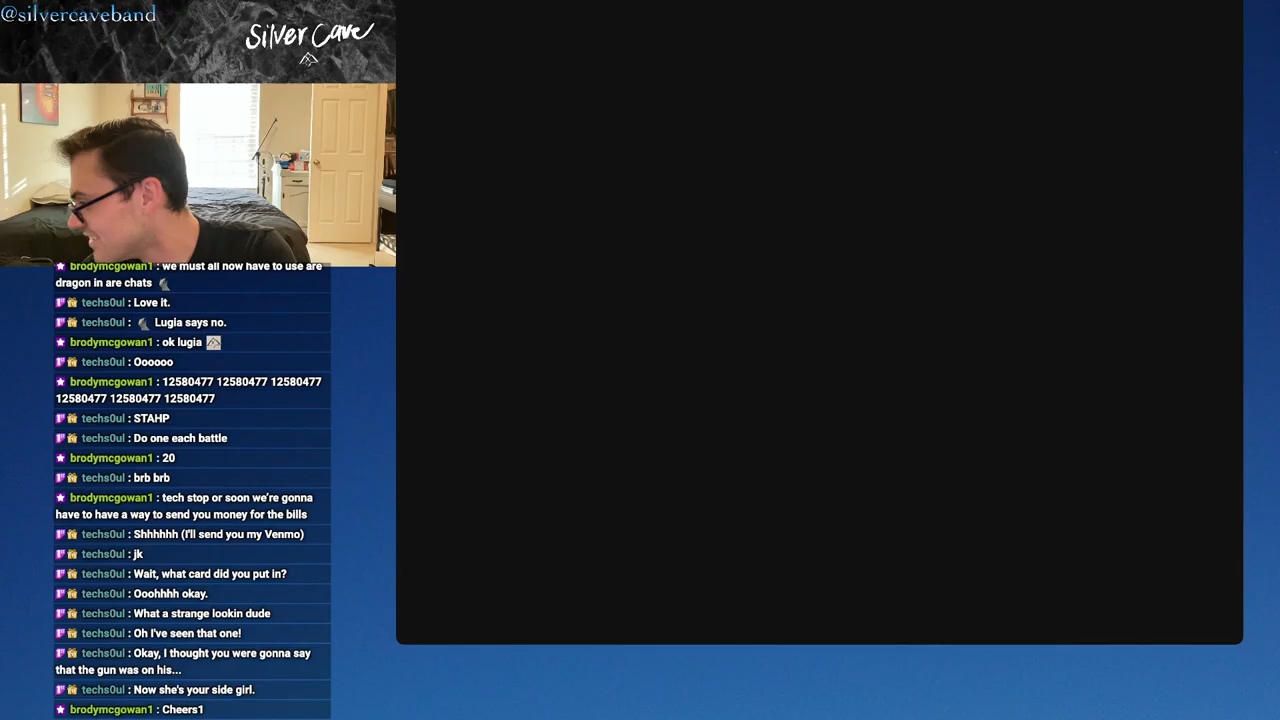 @silvercaveband
Silver Cave
brodymcgowan1 : we must all now have to use are
dragon in are chats
techs0ul : Love it.
techs0ul : Lugia says no.
brodymcgowan1 : ok lugia
techs0ul : Oooooo
brodymcgowan1 : 12580477 12580477 12580477
12580477 12580477 12580477
techs0ul : STAHP
techs0ul : Do one each battle
brodymcgowan1 : 20
techs0ul : brb brb
brodymcgowan1 : tech stop or soon we're gonna
have to have a way to send you money for the bills
techs0ul : Shhhhhh (I'll send you my Venmo)
techs0ul : jk
techs0ul : Wait, what card did you put in?
techs0ul : Ooohhhh okay.
techs0ul : What a strange lookin dude
techs0ul : Oh I've seen that one!
techs0ul : Okay, I thought you were gonna say
that the gun was on his...
techs0ul : Now she's your side girl.
brodymcgowan1 : Cheers1